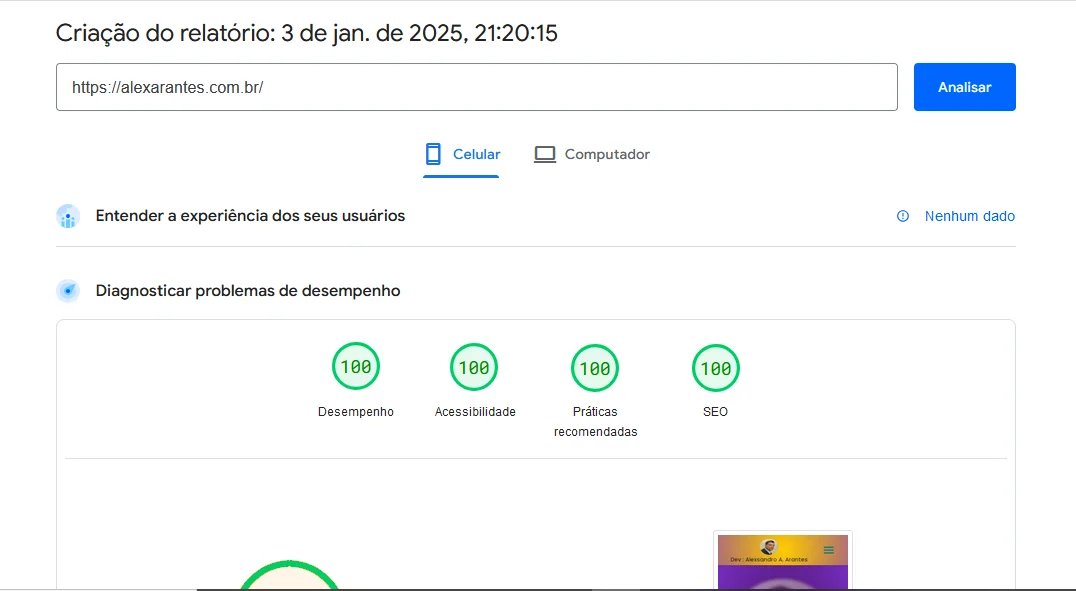 Criação do relatório: 3 de jan. de 2025, 21:20:15
https://alexarantes.com.br/
Analisar
Celular
Computador
Entender a experiência dos seus usuários
Nenhum dado
Diagnosticar problemas de desempenho
100
100
100
100
Desempenho
Acessibilidade
Práticas
recomendadas
SEO
Dev : Alexsandro A. Arantes